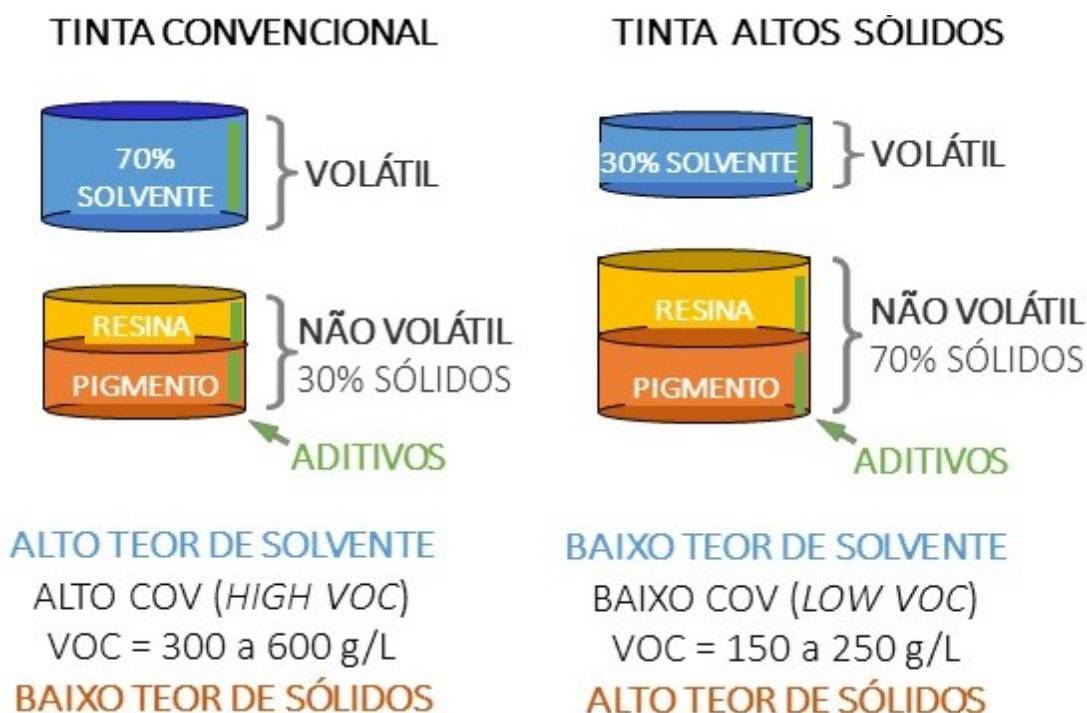 TINTA CONVENCIONAL
70%
SOLVENTE
VOLÁTIL
RESINA
PIGMENTO
NÃO VOLÁTIL
30% SÓLIDOS
ADITIVOS
ALTO TEOR DE SOLVENTE
ALTO COV (HIGH VOC)
VOC = 300 a 600 g/L
BAIXO TEOR DE SÓLIDOS
TINTA ALTOS SÓLIDOS
30% SOLVENTE
VOLÁTIL
RESINA
PIGMENTO
NÃO VOLÁTIL
70% SÓLIDOS
ADITIVOS
BAIXO TEOR DE SOLVENTE
BAIXO COV (LOW VOC)
VOC = 150 a 250 g/L
ALTO TEOR DE SÓLIDOS